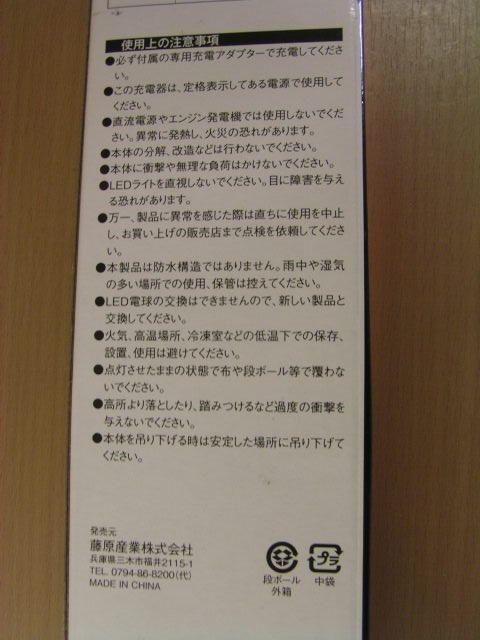 使用上の注意事項
●必ず付属の専用充電アダプターで充電してくださ
い。
●この充電器は、定格表示してある電源で使用して
ください。
●直流電源やエンジン発電機では使用しないでくだ
さい。異常に発熱し、火災の恐れがあります。
●本体の分解、改造などは行わないでください。
●本体に衝撃や無理な負荷はかけないでください。
●LEDライトを直視しないでください。目に障害を与え
る恐れがあります。
●万一、製品に異常を感じた際は直ちに使用を中止
し、お買い上げの販売店まで点検を依頼してくださ
い。
●本製品は防水構造ではありません。雨中や湿気
の多い場所での使用、保管は控えてください。
●LED電球の交換はできませんので、新しい製品と
交換してください。
●火気、高温場所、冷凍室などの低温下での保存、
設置、使用は避けてください。
●点灯させたままの状態で布や段ボール等で覆わな
いでください。
●高所より落としたり、踏みつけるなど過度の衝撃を
与えないでください。
●本体を吊り下げる時は安定した場所に吊り下げて
ください。
発売元
藤原産業株式会社
兵庫県三木市福井2115-1
TEL. 0794-86-8200(代)
MADE IN CHINA
プラ
段ボール 中袋
外箱